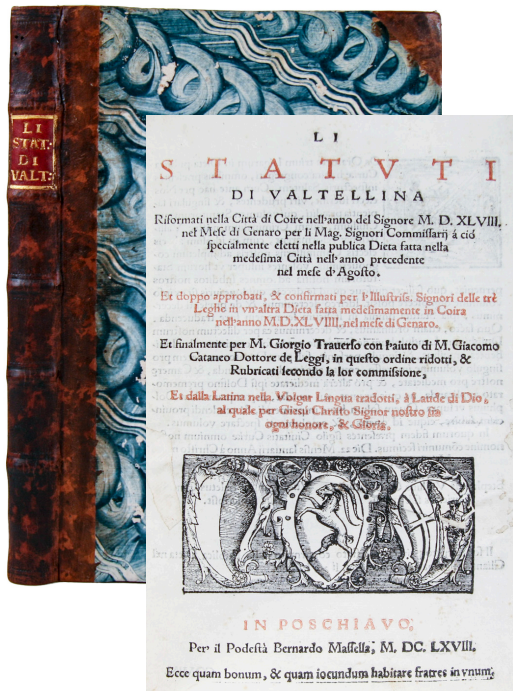 LI
STAT:
DI
VALT:
LI
STATVTI
DI VALTELLINA
Riformati nella Città di Coire nell'anno del Signore M. D. XLVIII.
nel Mese di Genaro per li Mag. Signori Commissarij á ció
specialmente eletti nella publica Dieta fatta nella
medesima Città nell'anno precedente
nel mese d'Agosto.
Et doppo approbati, & confirmati per l'Illustriss. Signori delle trè
Leghe in vn'altra Dieta fatta medesimamente in Coira
nell'anno M.D.XLVIIII. nel mese di Genaro.
Et finalmente per M. Giorgio Trauerso con l'aiuto di M. Giacomo
Cataneo Dottore de Leggi, in questo ordine ridotti, &
Rubricati secondo la lor commissione,
Et dalla Latina nella. Volgar Lingua tradotti, à Laude di Dio,
al quale per Giesù Christo Signor nostro sia
ogni honore, & Gloria.
IN POSCHIAVO;
Per il Podestà Bernardo Massella; M. DC. LXVIII.
Ecce quam bonum, & quam iocundum habitare fratres in vnum;